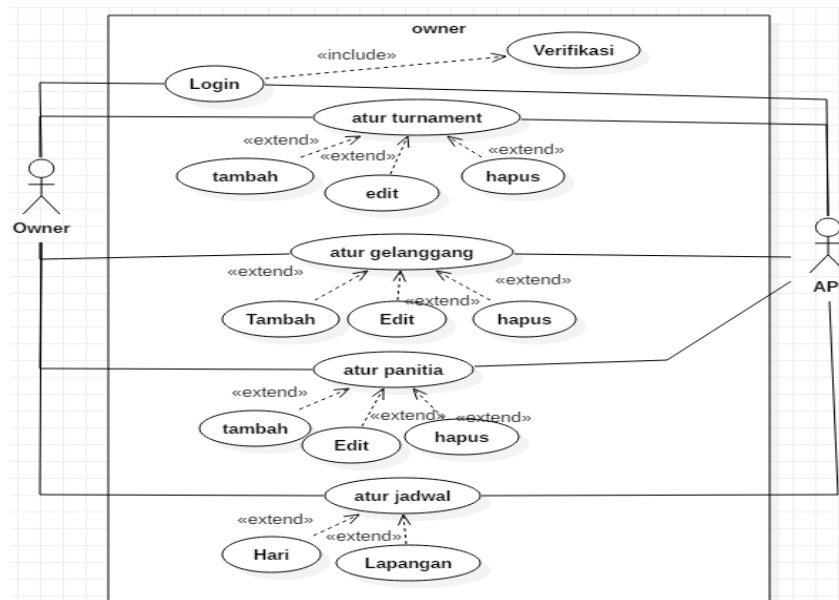 owner
«include»
Verifikasi
Login
atur turnament
«extend»
«extend»
«extend»
tambah
edit
hapus
Owner
atur gelanggang
«extend»
«extend»
«extend»
Tambah
Edit
hapus
AP
atur panitia
«extend»
«extend»
«extend»
tambah
Edit
hapus
atur jadwal
«extend»
«extend»
Hari
Lapangan